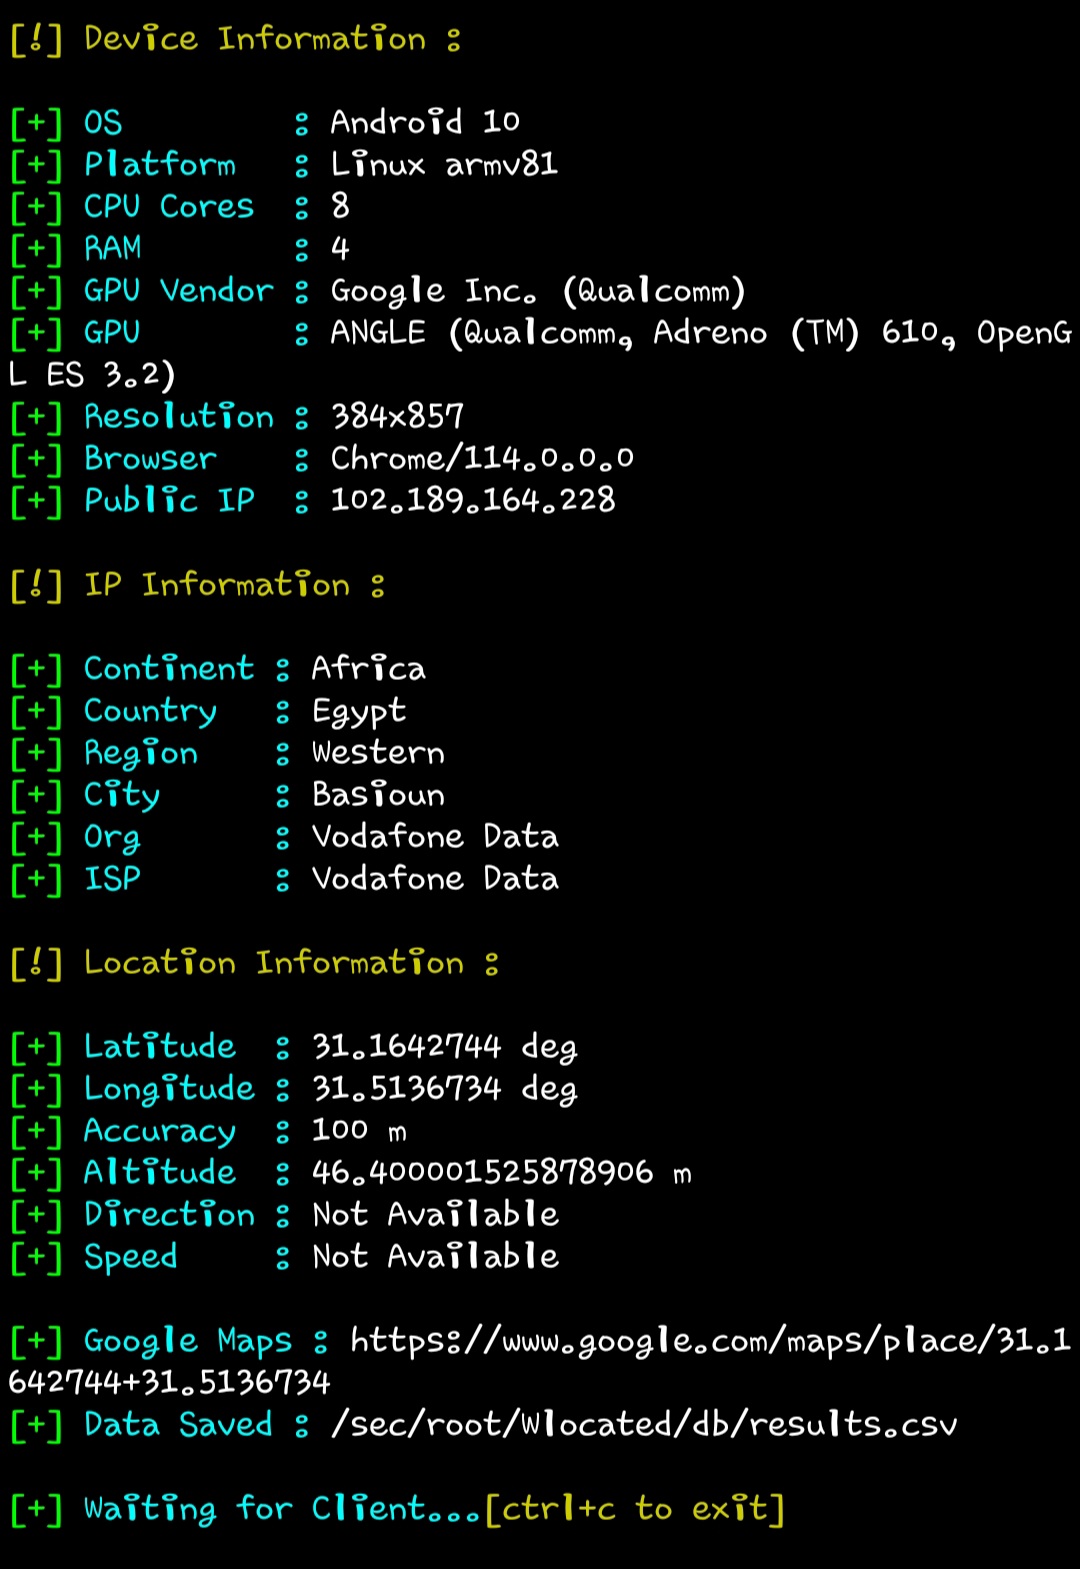 [!] Device Information :
[+] OS : Android 10
[+] Platform : Linux armv81
[+] CPU Cores : 8
[+] RAM : 4
[+] GPU Vendor : Google Inc. (Qualcomm)
[+] GPU : ANGLE (Qualcomm, Adreno (TM) 610, OpenG
L ES 3.2)
[+] Resolution : 384x857
[+] Browser : Chrome/114.0.0.0
[+] Public IP : 102.189.164.228
[!] IP Information :
[+] Continent : Africa
[+] Country : Egypt
[+] Region : Western
[+] City : Basioun
[+] Org : Vodafone Data
[+] ISP : Vodafone Data
[!] Location Information :
[+] Latitude : 31.1642744 deg
[+] Longitude : 31.5136734 deg
[+] Accuracy : 100 m
[+] Altitude : 46.400001525878906 m
[+] Direction : Not Available
[+] Speed : Not Available
[+] Google Maps : https://www.google.com/maps/place/31.1
642744+31.5136734
[+] Data Saved : /sec/root/Wlocated/db/results.csv
[+] Waiting for Client...[ctrl+c to exit]